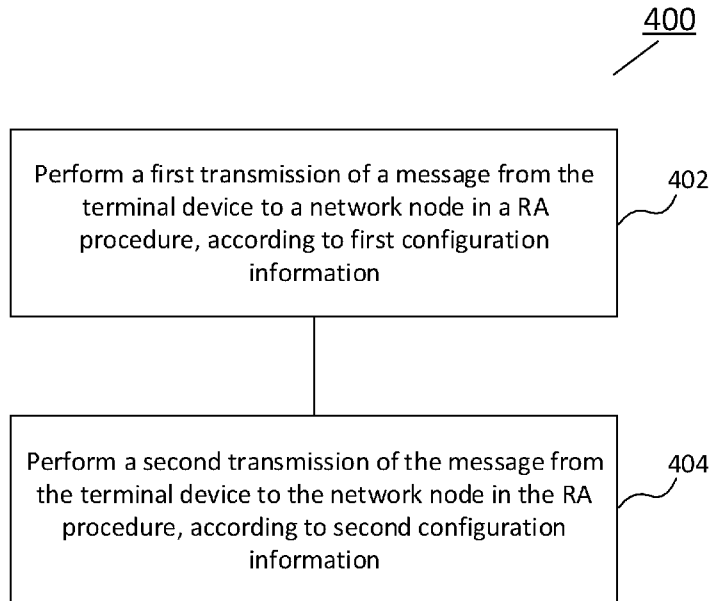 400
Perform a first transmission of a message from the
terminal device to a network node in a RA
procedure, according to first configuration
information
402
Perform a second transmission of the message from
the terminal device to the network node in the RA
procedure, according to second configuration
information
404